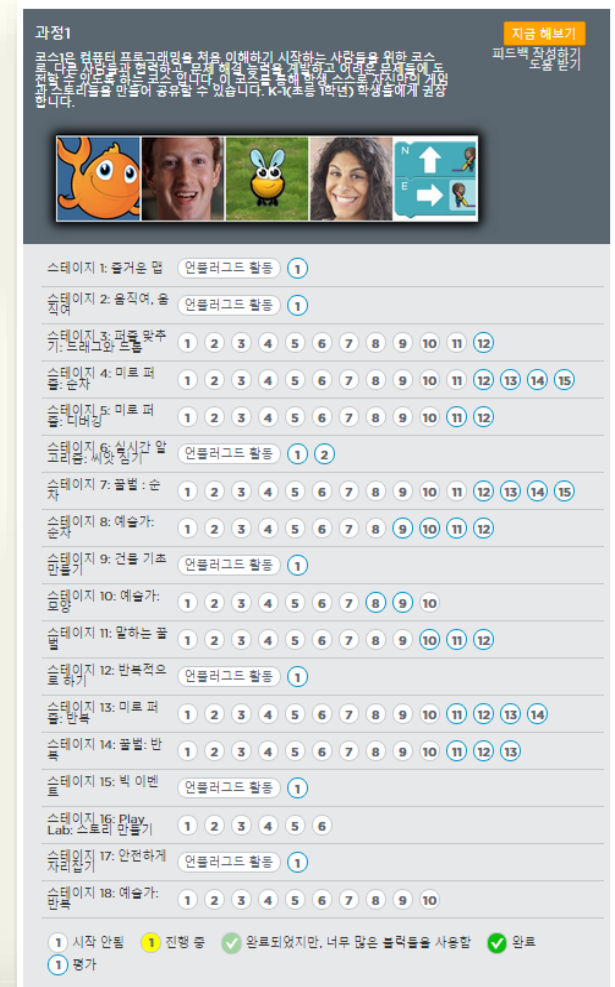 과정1
지금 해보기
피드백 작성하기
도움 받기
코스1은 컴퓨터 프로그래밍을 처음 이해하기 시작하는 사람들을 위한 코스
로 다른 사람들과 협력하고, 문제 해결 능력을 계발하고 어려운 문제들에 도
전할 수 있도록 하는 코스 입니다. 이 코스를 통해 학생 스스로 자신만의 게임
과 스토리들을 만들어 공유할 수 있습니다. K-1(초등 1학년) 학생들에게 권장
합니다.
N
E
스테이지 1: 즐거운 맵 언플러그드 활동 1
스테이지 2: 움직여, 움
직여 언플러그드 활동 1
스테이지 3: 퍼즐 맞추
기: 드래그와 드롭 1 2 3 4 5 6 7 8 9 10 11 12
스테이지 4: 미로 퍼
즐: 순차 1 2 3 4 5 6 7 8 9 10 11 12 13 14 15
스테이지 5: 미로 퍼
즐: 디버깅 1 2 3 4 5 6 7 8 9 10 11 12
스테이지 6: 실시간 알
고리즘: 씨앗 심기 언플러그드 활동 1 2
스테이지 7: 꿀벌 : 순
차 1 2 3 4 5 6 7 8 9 10 11 12 13 14 15
스테이지 8: 예술가:
순차 1 2 3 4 5 6 7 8 9 10 11 12
스테이지 9: 건물 기초
만들기 언플러그드 활동 1
스테이지 10: 예술가:
모양 1 2 3 4 5 6 7 8 9 10
스테이지 11: 말하는 꿀
벌 1 2 3 4 5 6 7 8 9 10 11 12
스테이지 12: 반복적으
로 하기 언플러그드 활동 1
스테이지 13: 미로 퍼
즐: 반복 1 2 3 4 5 6 7 8 9 10 11 12 13 14
스테이지 14: 꿀벌: 반
복 1 2 3 4 5 6 7 8 9 10 11 12 13
스테이지 15: 빅 이벤
트 언플러그드 활동 1
스테이지 16: Play
Lab: 스토리 만들기 1 2 3 4 5 6
스테이지 17: 안전하게
자리잡기 언플러그드 활동 1
스테이지 18: 예술가:
반복 1 2 3 4 5 6 7 8 9 10
1 시작 안됨 1 진행 중 완료되었지만, 너무 많은 블럭들을 사용함 완료
1 평가